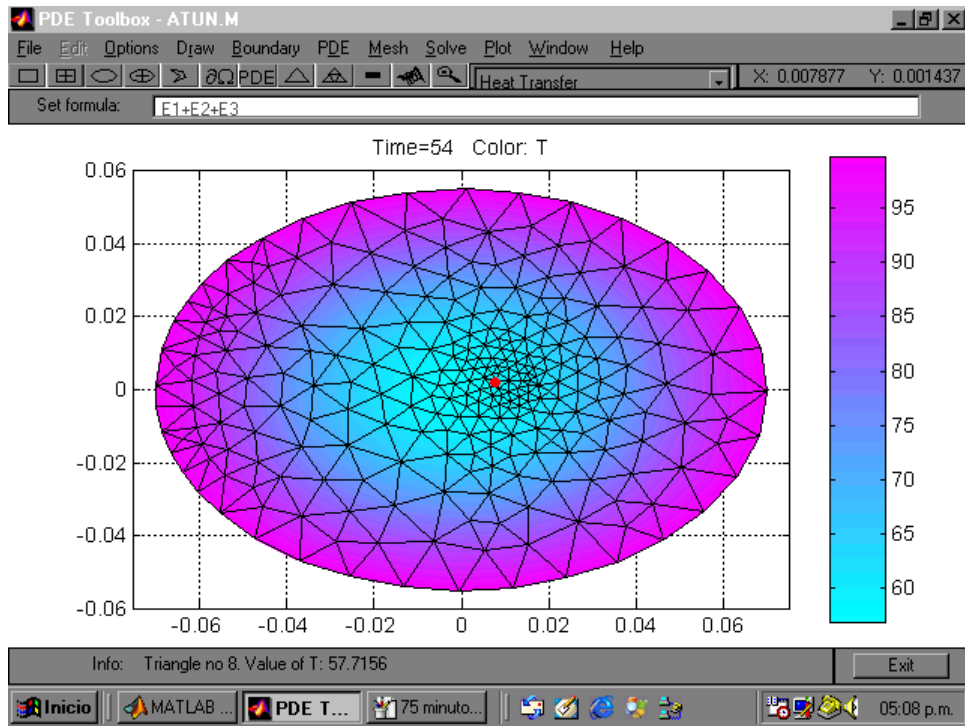 PDE Toolbox - ATUN.M
File Edit Options Draw Boundary PDE Mesh Solve Plot Window Help
∂Ω PDE Heat Transfer X: 0.007877 Y: 0.001437
Set formula: E1+E2+E3
Time=54 Color: T
0.06
0.04
0.02
0
-0.02
-0.04
-0.06
-0.06 -0.04 -0.02 0 0.02 0.04 0.06
95
90
85
80
75
70
65
60
Info: Triangle no 8. Value of T: 57.7156 Exit
Inicio MATLAB ... PDE T... 75 minuto... 05:08 p.m.